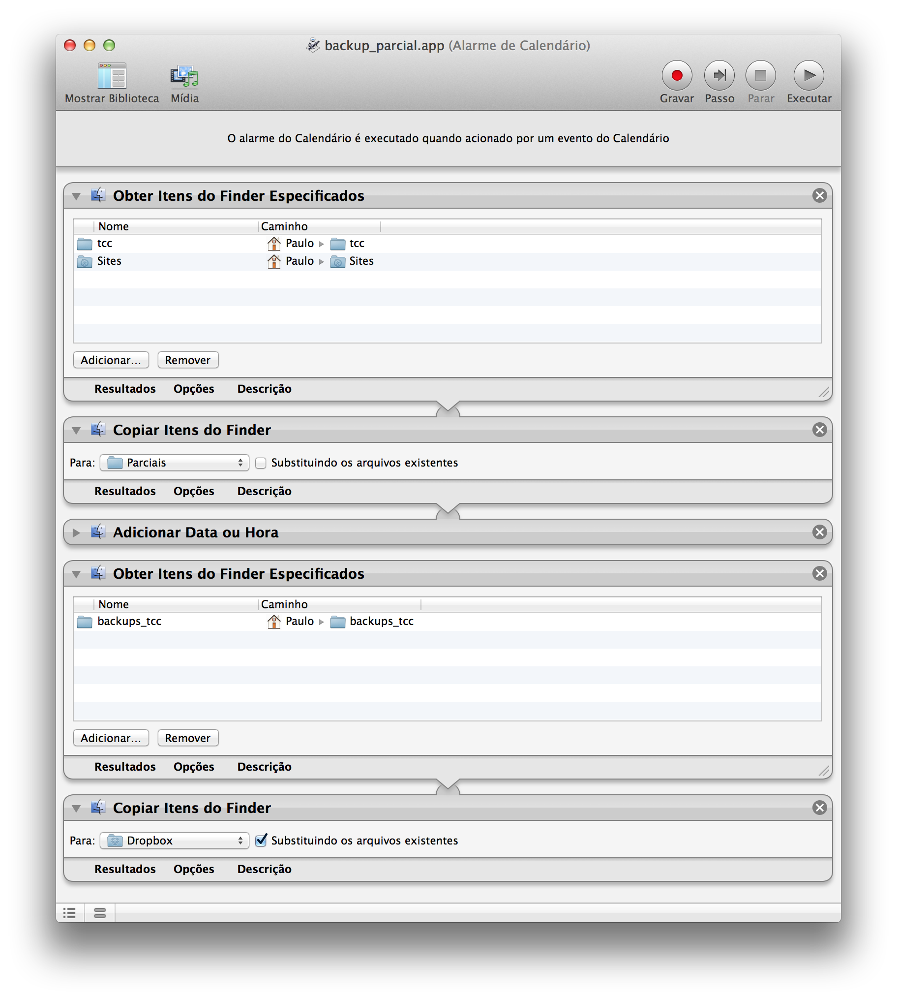 backup_parcial.app (Alarme de Calendário)
Mostrar Biblioteca Mídia Gravar Passo Parar Executar
O alarme do Calendário é executado quando acionado por um evento do Calendário
Obter Itens do Finder Especificados
Nome Caminho
tcc Paulo tcc
Sites Paulo Sites
Adicionar... Remover
Resultados Opções Descrição
Copiar Itens do Finder
Para: Parciais Substituindo os arquivos existentes
Resultados Opções Descrição
Adicionar Data ou Hora
Obter Itens do Finder Especificados
Nome Caminho
backups_tcc Paulo backups_tcc
Adicionar... Remover
Resultados Opções Descrição
Copiar Itens do Finder
Para: Dropbox Substituindo os arquivos existentes
Resultados Opções Descrição